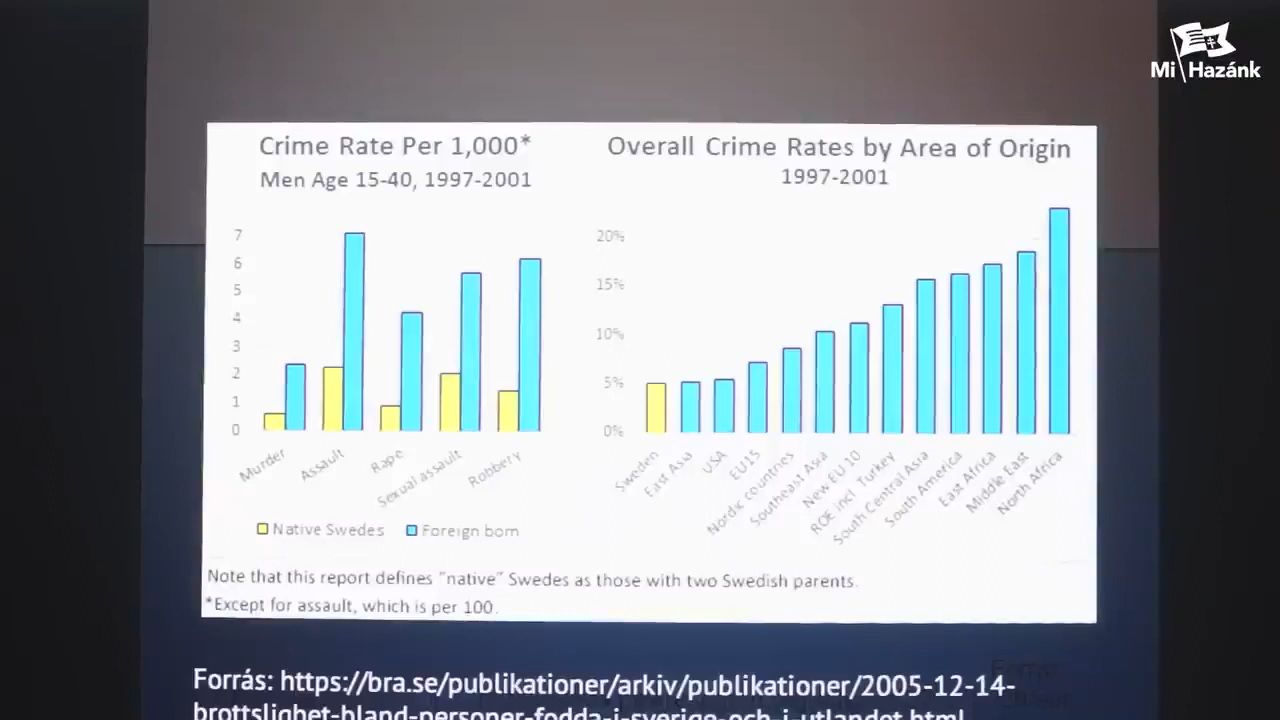 Mi Hazánk
Crime Rate Per 1,000*
Men Age 15-40, 1997-2001
7
6
5
4
3
2
1
0
Murder
Assault
Rape
Sexual assault
Robbery
Native Swedes
Foreign born
Overall Crime Rates by Area of Origin
1997-2001
20%
15%
10%
5%
0%
Sweden
East Asia
USA
EU15
Nordic countries
Southeast Asia
New EU 10
ROE incl. Turkey
South Central Asia
South America
East Africa
Middle East
North Africa
Note that this report defines "native" Swedes as those with two Swedish parents.
*Except for assault, which is per 100.
Forrás: https://bra.se/publikationer/arkiv/publikationer/2005-12-14-
brottslighet-bland-personer-fodda-i-sverige-och-i-utlandet.html